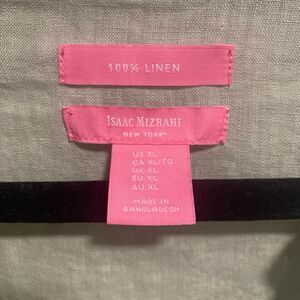 100% LINEN
ISAAC MIZRAHI
NEW YORK™
US: XL
CA: XL/TG
UK: XL
EU: XL
AU: XL
MADE IN
BANGLADESH